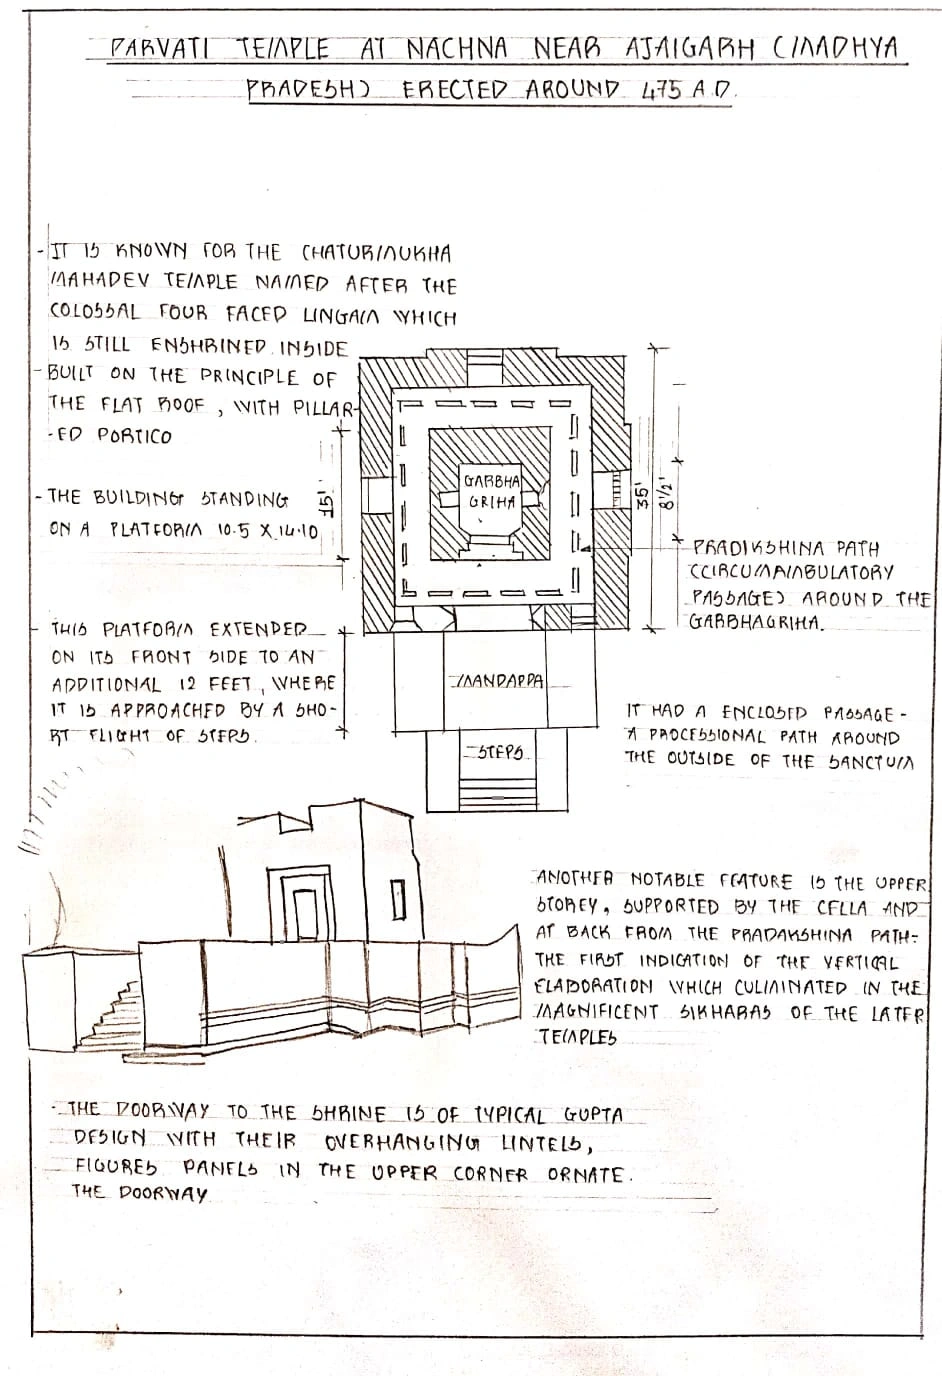 PARVATI TEMPLE AT NACHNA NEAR AJAIGARH (MADHYA
PRADESH) ERECTED AROUND 475 A.D.
- IT IS KNOWN FOR THE CHATURMUKHA
MAHADEV TEMPLE NAMED AFTER THE
COLOSSAL FOUR FACED LINGAM WHICH
IS STILL ENSHRINED INSIDE
- BUILT ON THE PRINCIPLE OF
THE FLAT ROOF, WITH PILLAR-
-ED PORTICO
- THE BUILDING STANDING
ON A PLATFORM 10.5 X 14.10
- THIS PLATFORM EXTENDED
ON ITS FRONT SIDE TO AN
ADDITIONAL 12 FEET, WHERE
IT IS APPROACHED BY A SHO-
RT FLIGHT OF STEPS.
15'
GARBHA
GRIHA
35'
8 1/2'
MANDAPPA
STEPS
PRADIKSHINA PATH
(CIRCUMAMBULATORY
PASSAGE) AROUND THE
GARBHAGRIHA.
IT HAD A ENCLOSED PASSAGE -
A PROCESSIONAL PATH AROUND
THE OUTSIDE OF THE SANCTUM
ANOTHER NOTABLE FEATURE IS THE UPPER
STOREY, SUPPORTED BY THE CELLA AND
AT BACK FROM THE PRADAKSHINA PATH-
THE FIRST INDICATION OF THE VERTICAL
ELABORATION WHICH CULMINATED IN THE
MAGNIFICENT SIKHARAS OF THE LATER
TEMPLES
- THE DOORWAY TO THE SHRINE IS OF TYPICAL GUPTA
DESIGN WITH THEIR OVERHANGING LINTELS,
FIGURES PANELS IN THE UPPER CORNER ORNATE.
THE DOORWAY